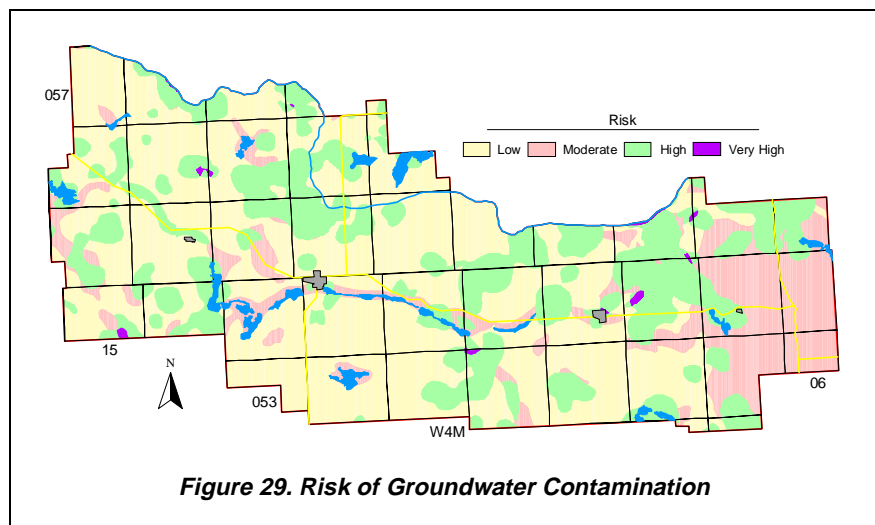 057
Risk
Low Moderate High Very High
15
N
053
W4M
06
Figure 29. Risk of Groundwater Contamination